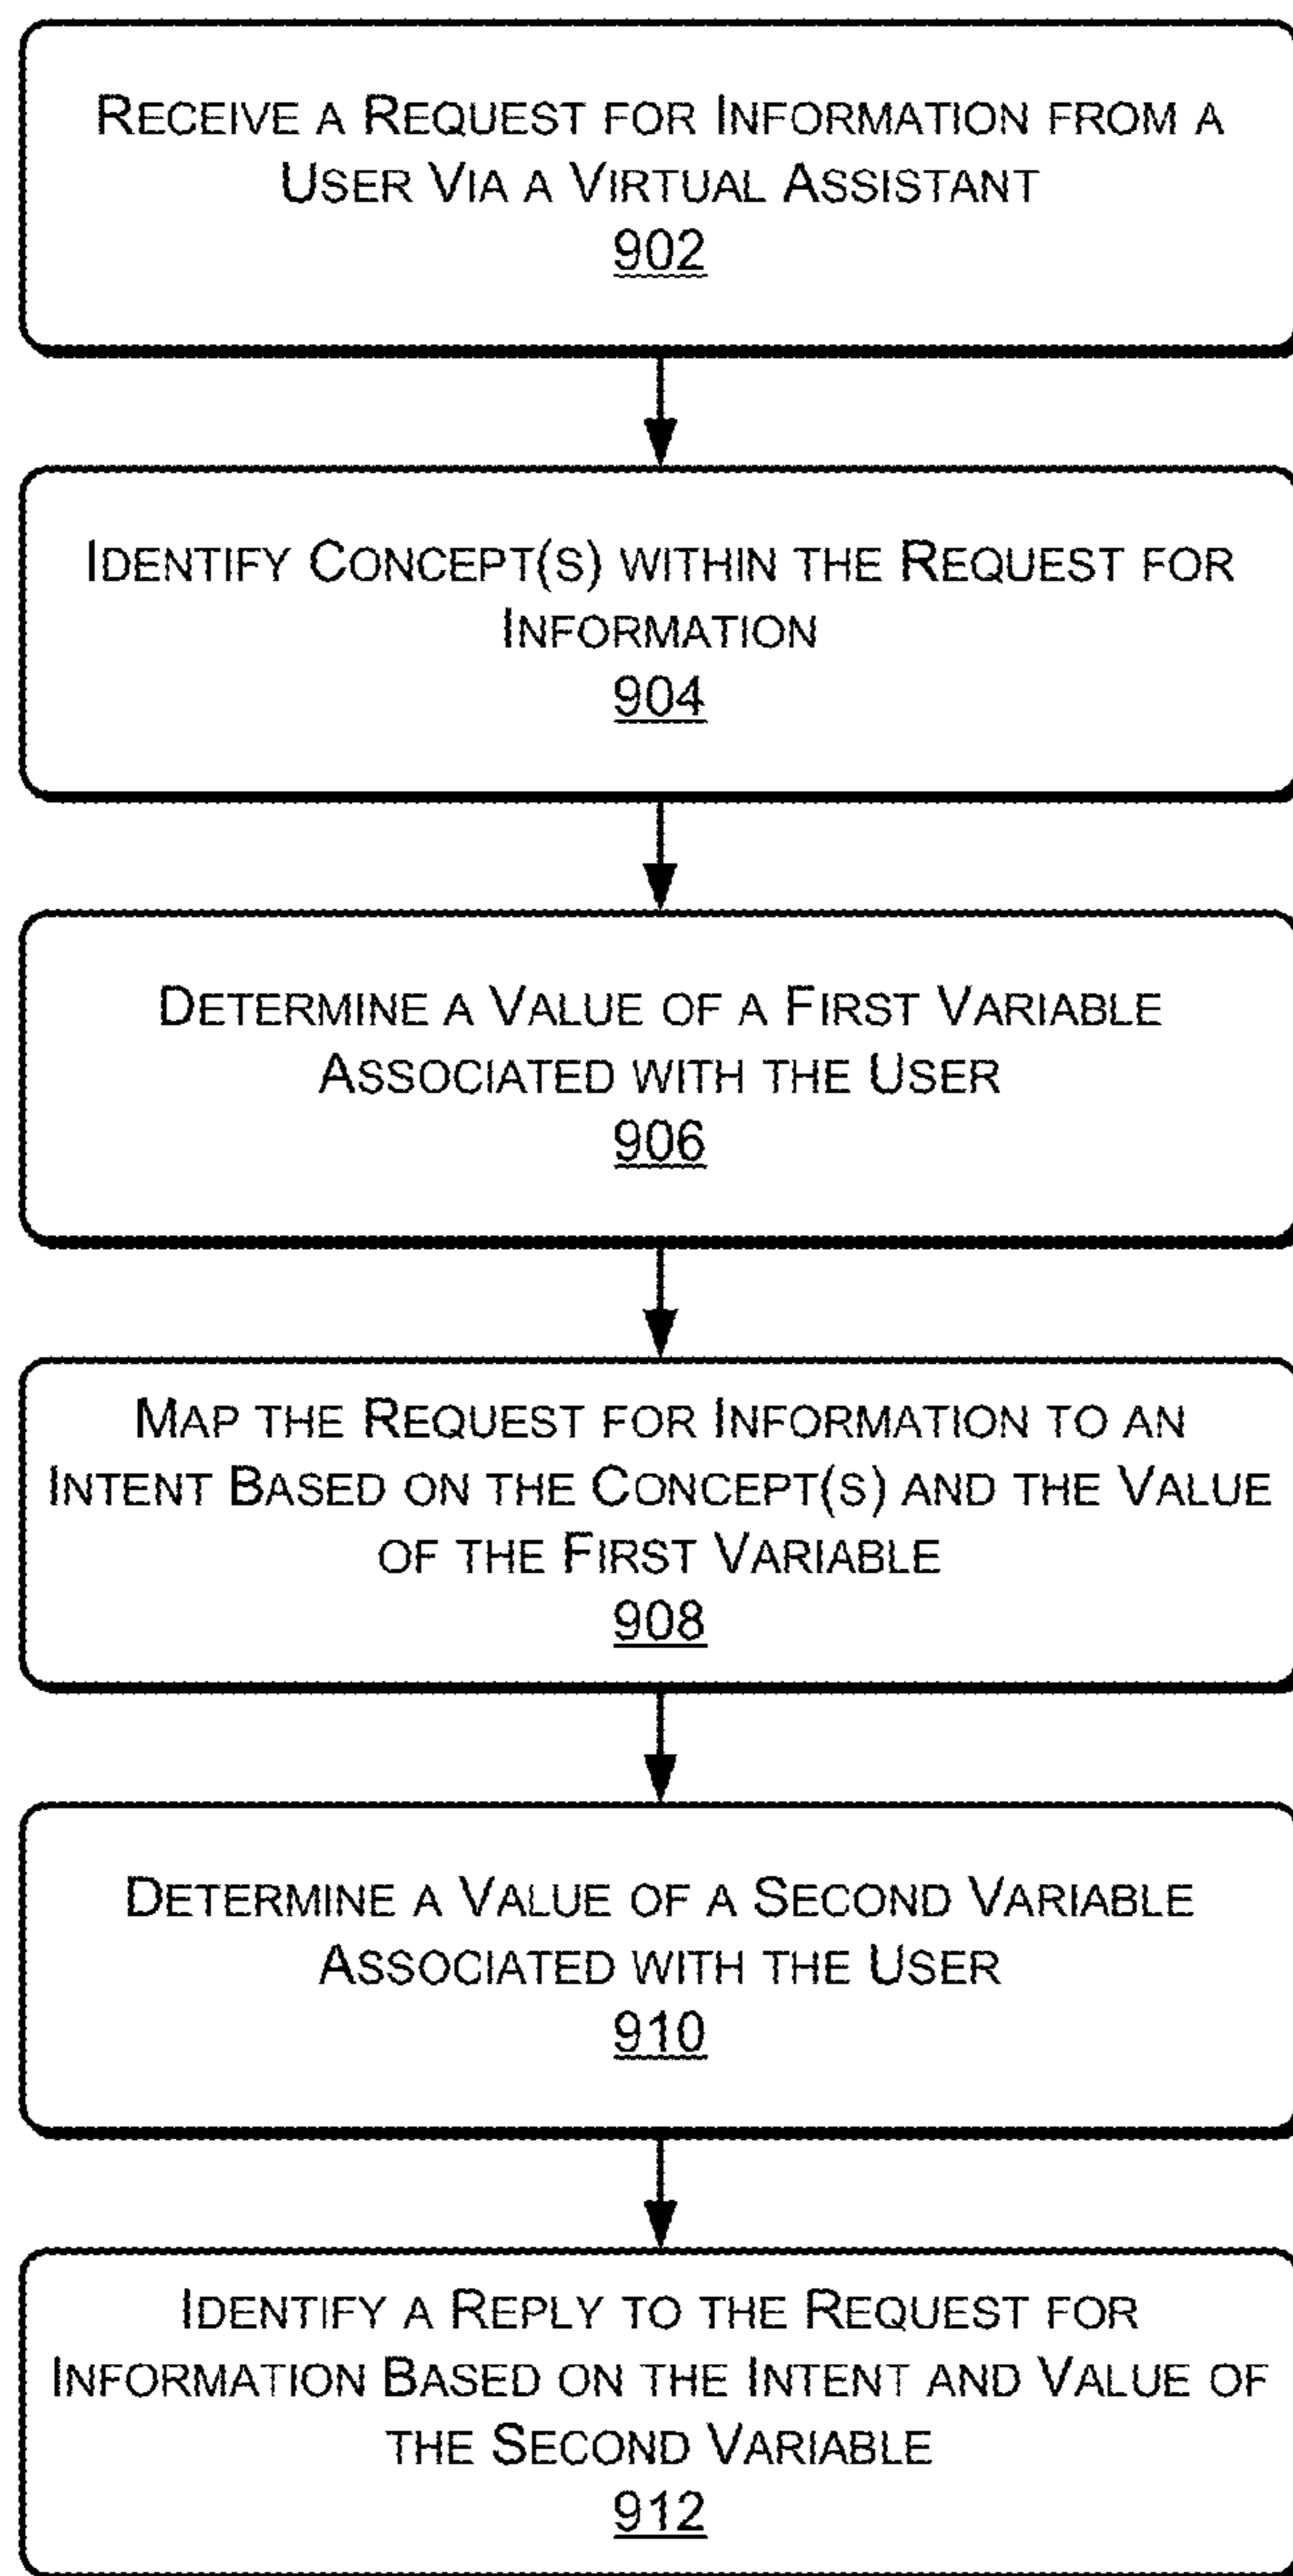 RECEIVE A REQUEST FOR INFORMATION FROM A
USER VIA A VIRTUAL ASSISTANT
902
IDENTIFY CONCEPT(S) WITHIN THE REQUEST FOR
INFORMATION
904
DETERMINE A VALUE OF A FIRST VARIABLE
ASSOCIATED WITH THE USER
906
MAP THE REQUEST FOR INFORMATION TO AN
INTENT BASED ON THE CONCEPT(S) AND THE VALUE
OF THE FIRST VARIABLE
908
DETERMINE A VALUE OF A SECOND VARIABLE
ASSOCIATED WITH THE USER
910
IDENTIFY A REPLY TO THE REQUEST FOR
INFORMATION BASED ON THE INTENT AND VALUE OF
THE SECOND VARIABLE
912